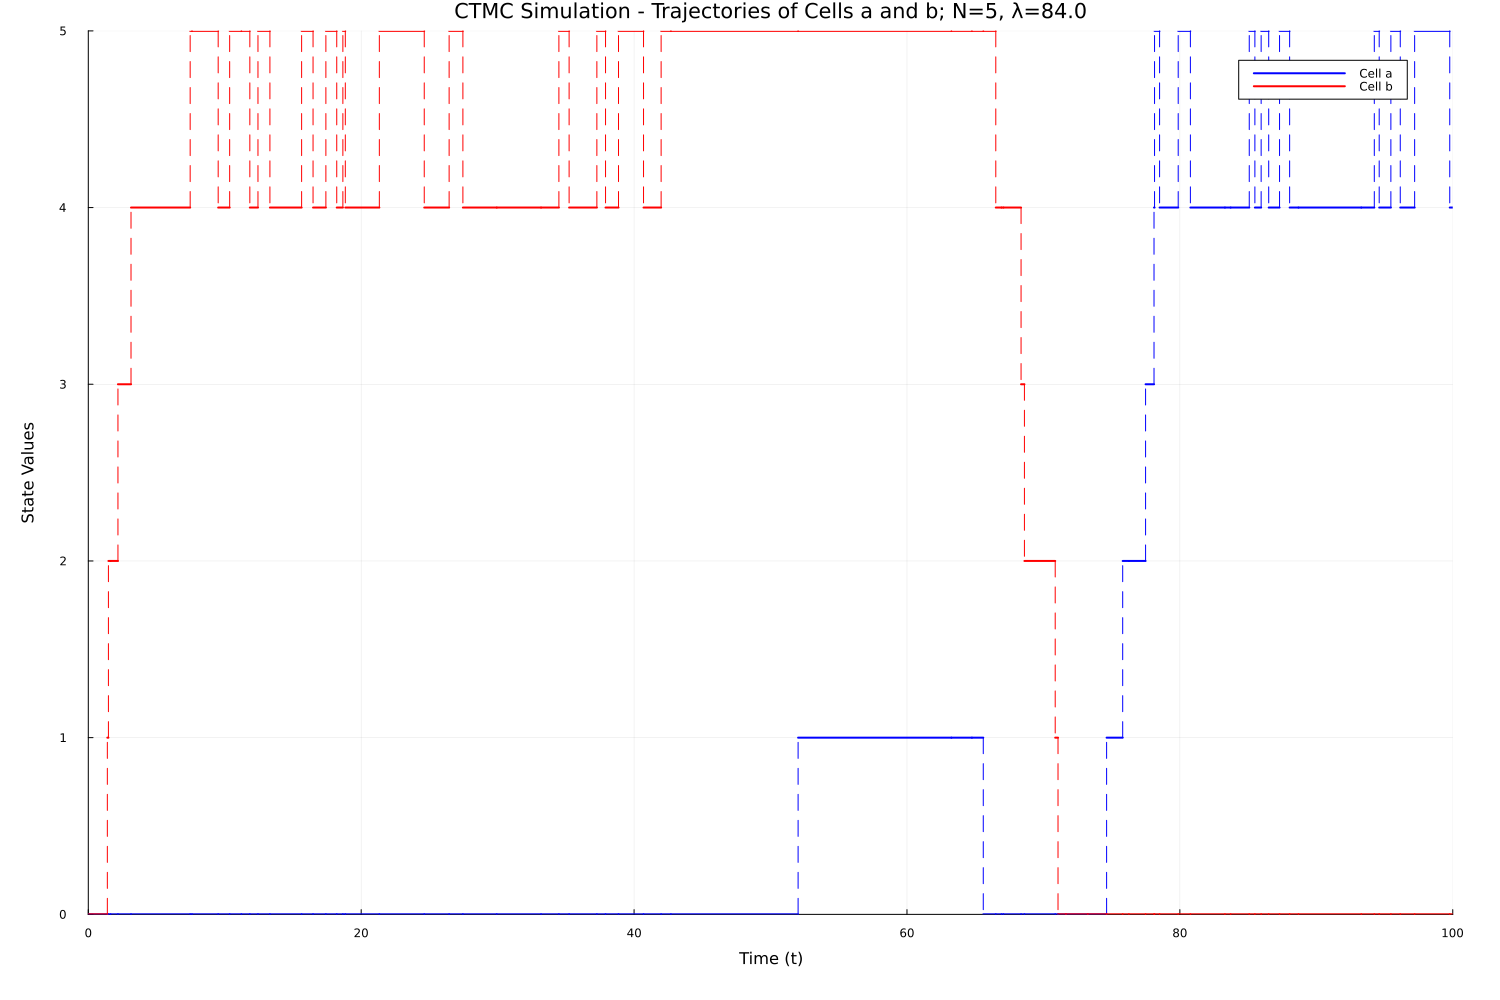 CTMC Simulation - Trajectories of Cells a and b; N=5, λ=84.0
5
4
3
2
1
0
State Values
Cell a
Cell b
0 20 40 60 80 100
Time (t)